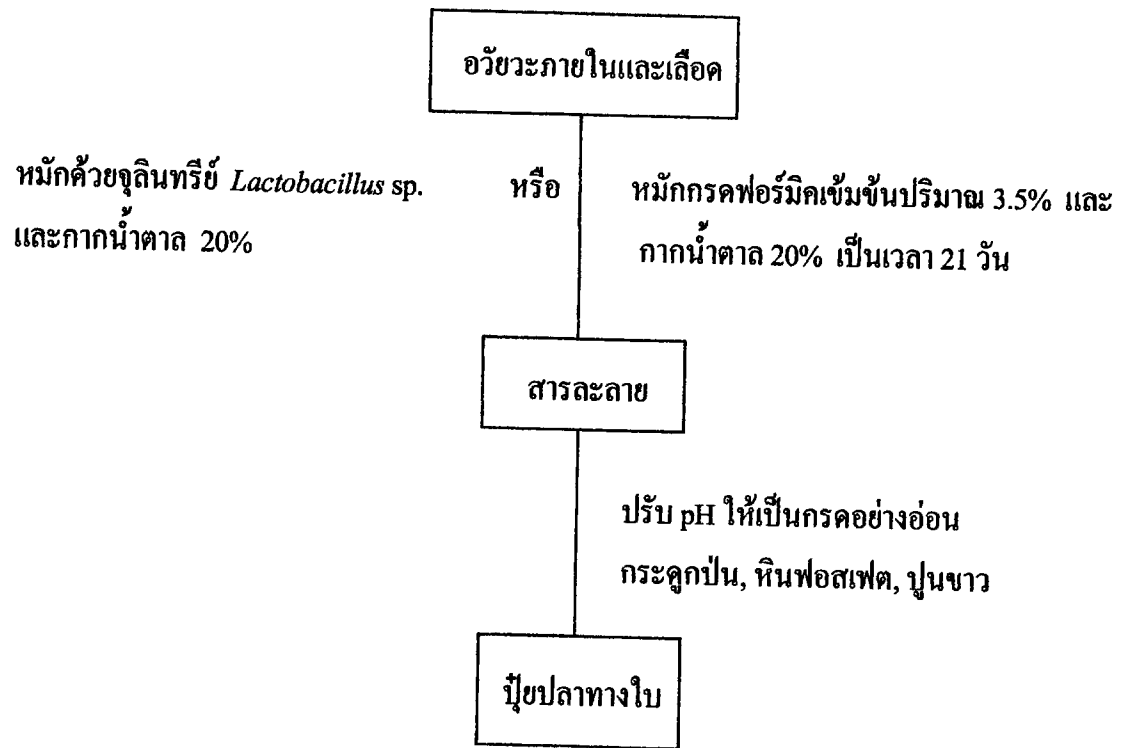 อวัยวะภายในและเลือด
หมักด้วยจุลินทรีย์ Lactobacillus sp.
และกากน้ำตาล 20%
หรือ
หมักกรดฟอร์มิคเข้มข้นปริมาณ 3.5% และ
กากน้ำตาล 20% เป็นเวลา 21 วัน
สารละลาย
ปรับ pH ให้เป็นกรดอย่างอ่อน
กระดูกป่น, หินฟอสเฟต, ปูนขาว
ปุ๋ยปลาทางใบ